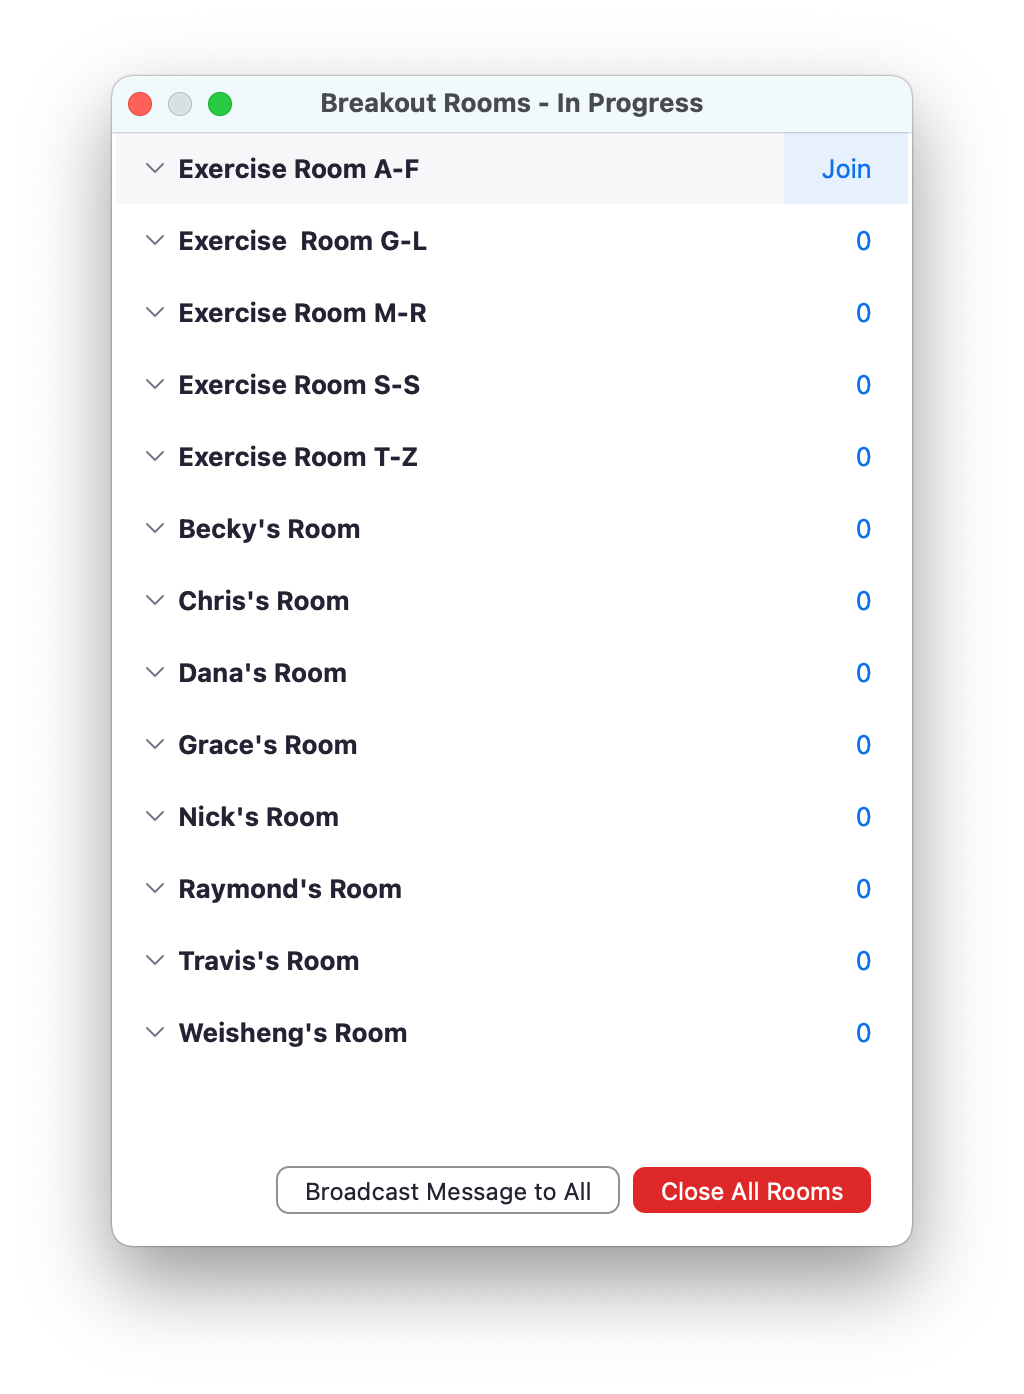 Breakout Rooms - In Progress
Exercise Room A-F Join
Exercise  Room G-L 0
Exercise Room M-R 0
Exercise Room S-S 0
Exercise Room T-Z 0
Becky's Room 0
Chris's Room 0
Dana's Room 0
Grace's Room 0
Nick's Room 0
Raymond's Room 0
Travis's Room 0
Weisheng's Room 0
Broadcast Message to All Close All Rooms